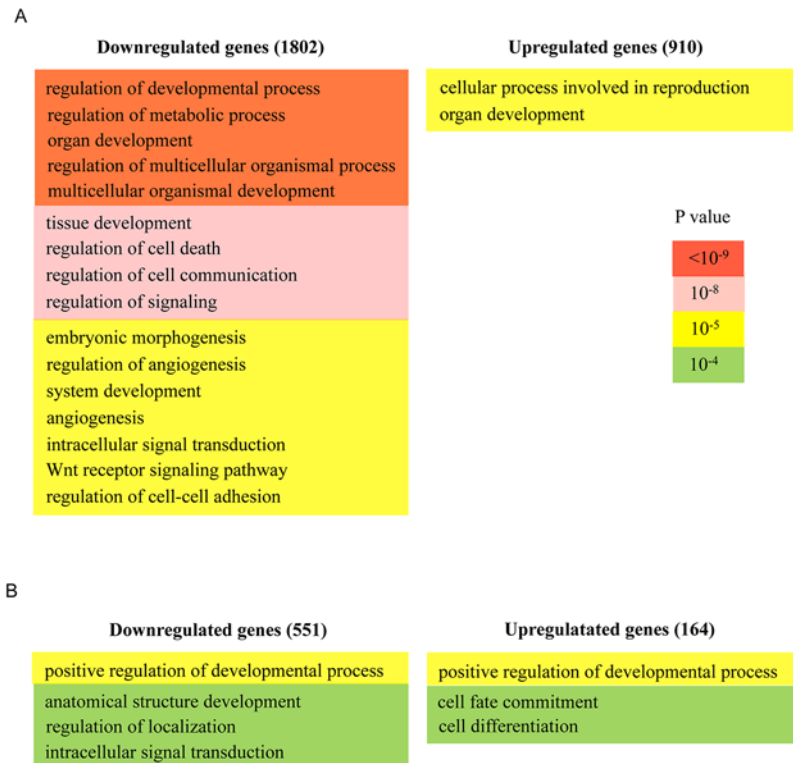 A
Downregulated genes (1802)
regulation of developmental process
regulation of metabolic process
organ development
regulation of multicellular organismal process
multicellular organismal development
tissue development
regulation of cell death
regulation of cell communication
regulation of signaling
embryonic morphogenesis
regulation of angiogenesis
system development
angiogenesis
intracellular signal transduction
Wnt receptor signaling pathway
regulation of cell-cell adhesion
Upregulated genes (910)
cellular process involved in reproduction
organ development
P value
<10⁻⁹
10⁻⁸
10⁻⁵
10⁻⁴
B
Downregulated genes (551)
positive regulation of developmental process
anatomical structure development
regulation of localization
intracellular signal transduction
Upregulatated genes (164)
positive regulation of developmental process
cell fate commitment
cell differentiation